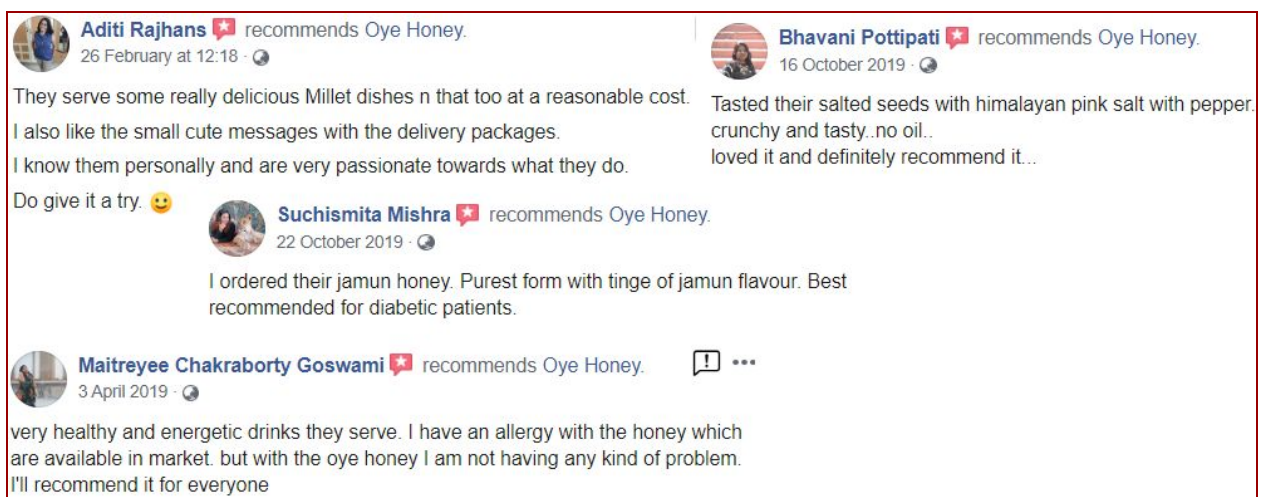 Aditi Rajhans recommends Oye Honey.
26 February at 12:18 ·
They serve some really delicious Millet dishes n that too at a reasonable cost.
I also like the small cute messages with the delivery packages.
I know them personally and are very passionate towards what they do.
Do give it a try. 🙂
Bhavani Pottipati recommends Oye Honey.
16 October 2019 ·
Tasted their salted seeds with himalayan pink salt with pepper.
crunchy and tasty..no oil..
loved it and definitely recommend it...
Suchismita Mishra recommends Oye Honey.
22 October 2019 ·
I ordered their jamun honey. Purest form with tinge of jamun flavour. Best
recommended for diabetic patients.
Maitreyee Chakraborty Goswami recommends Oye Honey.
3 April 2019 ·
very healthy and energetic drinks they serve. I have an allergy with the honey which
are available in market. but with the oye honey I am not having any kind of problem.
I'll recommend it for everyone